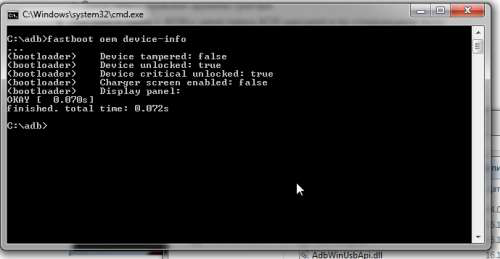 C:\Windows\system32\cmd.exe
C:\adb>fastboot oem device-info
...
(bootloader) Device tampered: false
(bootloader) Device unlocked: true
(bootloader) Device critical unlocked: true
(bootloader) Charger screen enabled: false
(bootloader) Display panel:
OKAY [ 0.070s]
finished. total time: 0.072s
C:\adb>
AdbWinUsbApi.dll